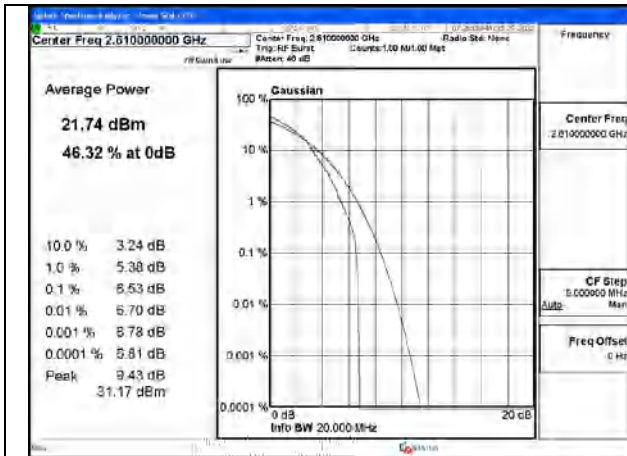 Center Freq 2.610000000 GHz
Center Freq: 2.610000000 GHz
Radio Std: None
Trig: RF Burst
Counts:1.00 M/1.00 Mpt
#Atten: 40 dB
Frequency
Average Power
21.74 dBm
46.32 % at 0dB
10.0 % 3.24 dB
1.0 % 5.38 dB
0.1 % 6.53 dB
0.01 % 6.70 dB
0.001 % 6.78 dB
0.0001 % 6.81 dB
Peak 9.43 dB
31.17 dBm
Gaussian
100 %
10 %
1 %
0.1 %
0.01 %
0.001 %
0.0001 %
0 dB
20 dB
Info BW 20.000 MHz
Center Freq
2.610000000 GHz
CF Step
5.000000 MHz
Auto Man
Freq Offset
0 Hz